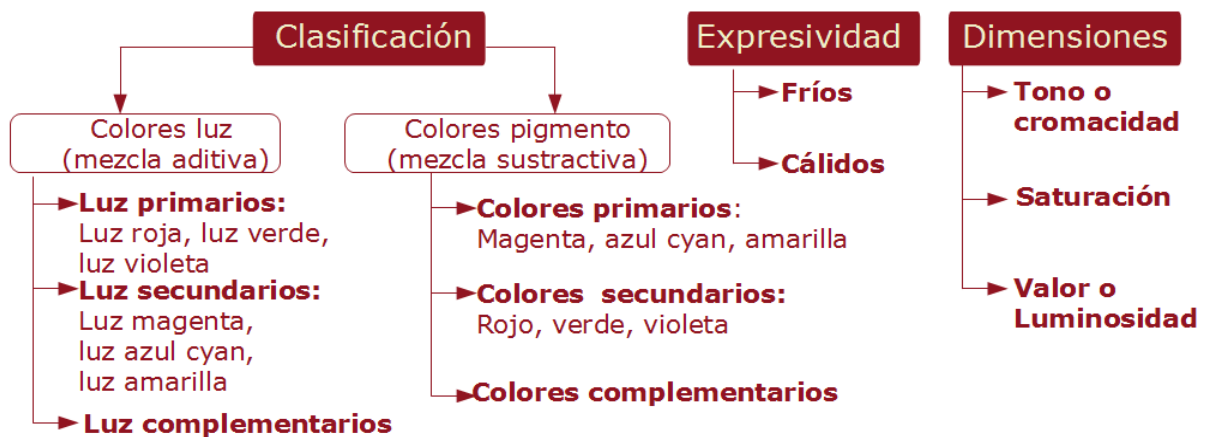 Clasificación
Colores luz
(mezcla aditiva)
Luz primarios:
Luz roja, luz verde,
luz violeta
Luz secundarios:
Luz magenta,
luz azul cyan,
luz amarilla
Luz complementarios
Colores pigmento
(mezcla sustractiva)
Colores primarios:
Magenta, azul cyan, amarilla
Colores secundarios:
Rojo, verde, violeta
Colores complementarios
Expresividad
Fríos
Cálidos
Dimensiones
Tono o
cromacidad
Saturación
Valor o
Luminosidad